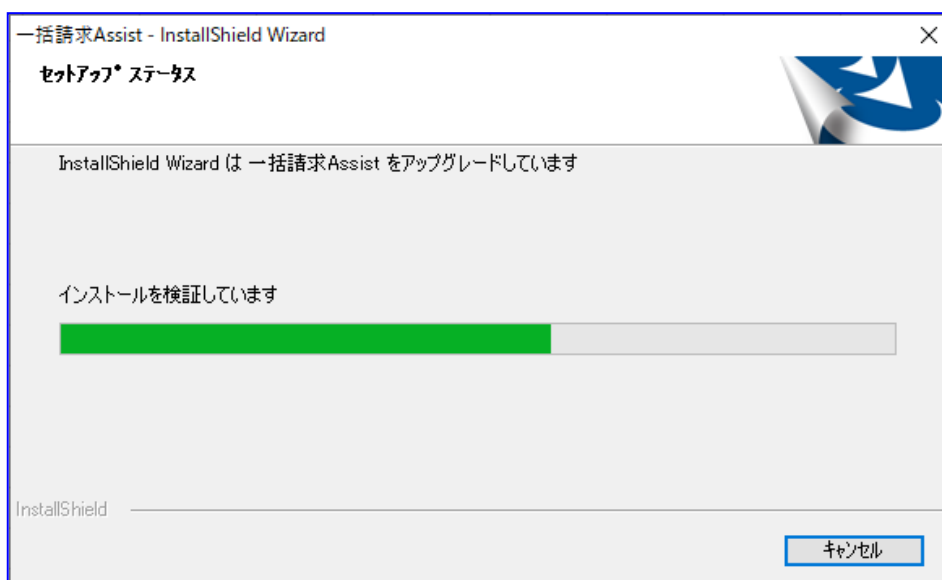 一括請求Assist - InstallShield Wizard
ｾｯﾄｱｯﾌﾟ ｽﾃｰﾀｽ
InstallShield Wizard は 一括請求Assist をアップグレードしています
インストールを検証しています
InstallShield
ｷｬﾝｾﾙ